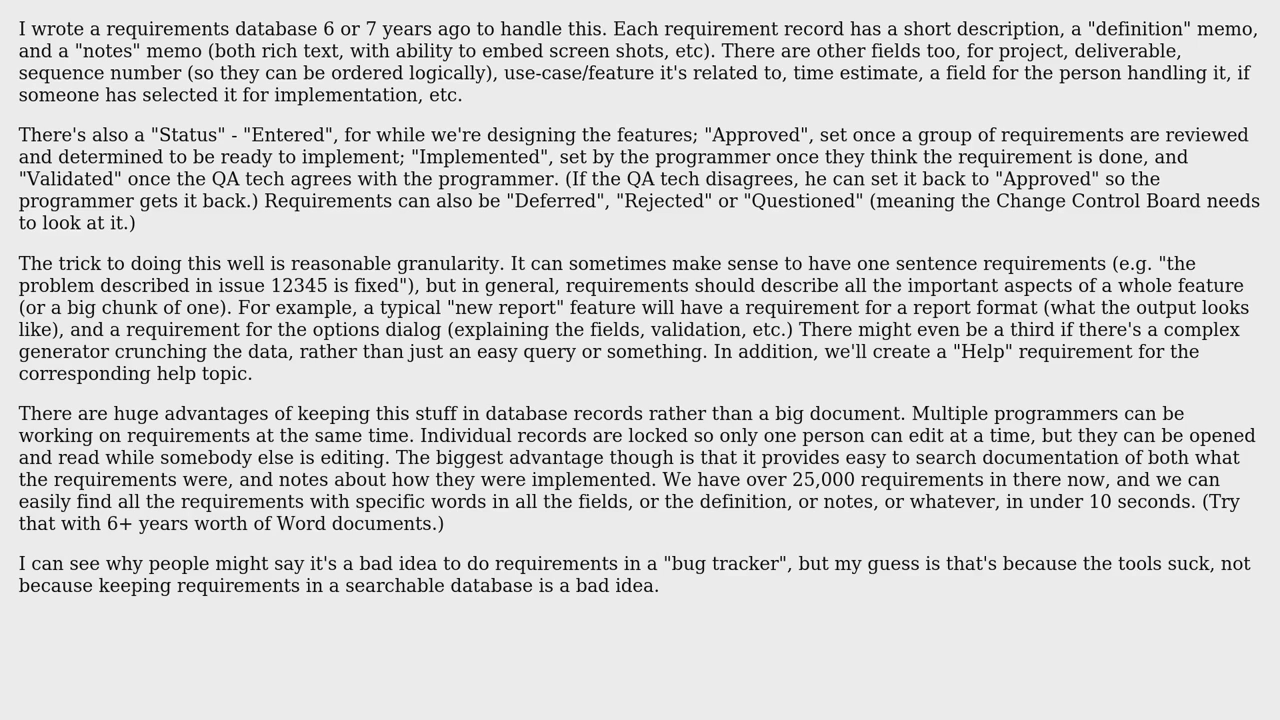 I wrote a requirements database 6 or 7 years ago to handle this. Each requirement record has a short description, a "definition" memo,
and a "notes" memo (both rich text, with ability to embed screen shots, etc). There are other fields too, for project, deliverable,
sequence number (so they can be ordered logically), use-case/feature it's related to, time estimate, a field for the person handling it, if
someone has selected it for implementation, etc.
There's also a "Status" - "Entered", for while we're designing the features; "Approved", set once a group of requirements are reviewed
and determined to be ready to implement; "Implemented", set by the programmer once they think the requirement is done, and
"Validated" once the QA tech agrees with the programmer. (If the QA tech disagrees, he can set it back to "Approved" so the
programmer gets it back.) Requirements can also be "Deferred", "Rejected" or "Questioned" (meaning the Change Control Board needs
to look at it.)
The trick to doing this well is reasonable granularity. It can sometimes make sense to have one sentence requirements (e.g. "the
problem described in issue 12345 is fixed"), but in general, requirements should describe all the important aspects of a whole feature
(or a big chunk of one). For example, a typical "new report" feature will have a requirement for a report format (what the output looks
like), and a requirement for the options dialog (explaining the fields, validation, etc.) There might even be a third if there's a complex
generator crunching the data, rather than just an easy query or something. In addition, we'll create a "Help" requirement for the
corresponding help topic.
There are huge advantages of keeping this stuff in database records rather than a big document. Multiple programmers can be
working on requirements at the same time. Individual records are locked so only one person can edit at a time, but they can be opened
and read while somebody else is editing. The biggest advantage though is that it provides easy to search documentation of both what
the requirements were, and notes about how they were implemented. We have over 25,000 requirements in there now, and we can
easily find all the requirements with specific words in all the fields, or the definition, or notes, or whatever, in under 10 seconds. (Try
that with 6+ years worth of Word documents.)
I can see why people might say it's a bad idea to do requirements in a "bug tracker", but my guess is that's because the tools suck, not
because keeping requirements in a searchable database is a bad idea.